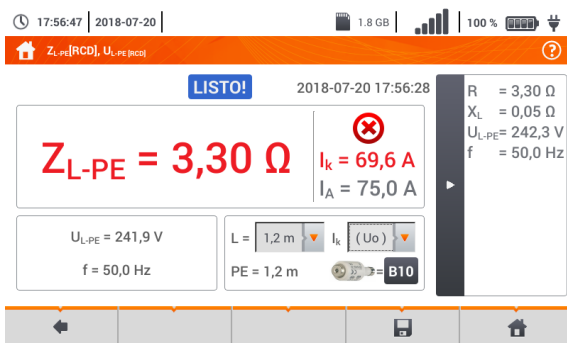 17:56:47 2018-07-20 1.8 GB 100 %
ZL-PE[RCD], UL-PE [RCD]
LISTO! 2018-07-20 17:56:28
ZL-PE = 3,30 Ω
Ik = 69,6 A
IA = 75,0 A
UL-PE = 241,9 V
f = 50,0 Hz
L = 1,2 m Ik (Uo)
PE = 1,2 m = B10
R = 3,30 Ω
XL = 0,05 Ω
UL-PE= 242,3 V
f = 50,0 Hz